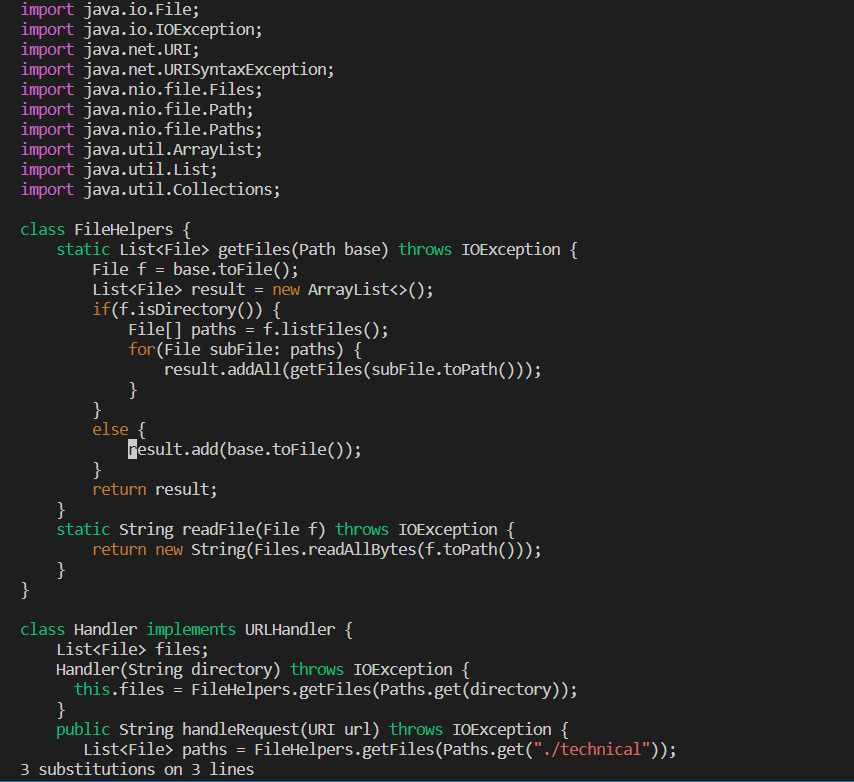 import java.io.File;
import java.io.IOException;
import java.net.URI;
import java.net.URISyntaxException;
import java.nio.file.Files;
import java.nio.file.Path;
import java.nio.file.Paths;
import java.util.ArrayList;
import java.util.List;
import java.util.Collections;

class FileHelpers {
    static List<File> getFiles(Path base) throws IOException {
        File f = base.toFile();
        List<File> result = new ArrayList<>();
        if(f.isDirectory()) {
            File[] paths = f.listFiles();
            for(File subFile: paths) {
                result.addAll(getFiles(subFile.toPath()));
            }
        }
        else {
            result.add(base.toFile());
        }
        return result;
    }
    static String readFile(File f) throws IOException {
        return new String(Files.readAllBytes(f.toPath()));
    }
}

class Handler implements URLHandler {
    List<File> files;
    Handler(String directory) throws IOException {
      this.files = FileHelpers.getFiles(Paths.get(directory));
    }
    public String handleRequest(URI url) throws IOException {
       List<File> paths = FileHelpers.getFiles(Paths.get("./technical"));
3 substitutions on 3 lines